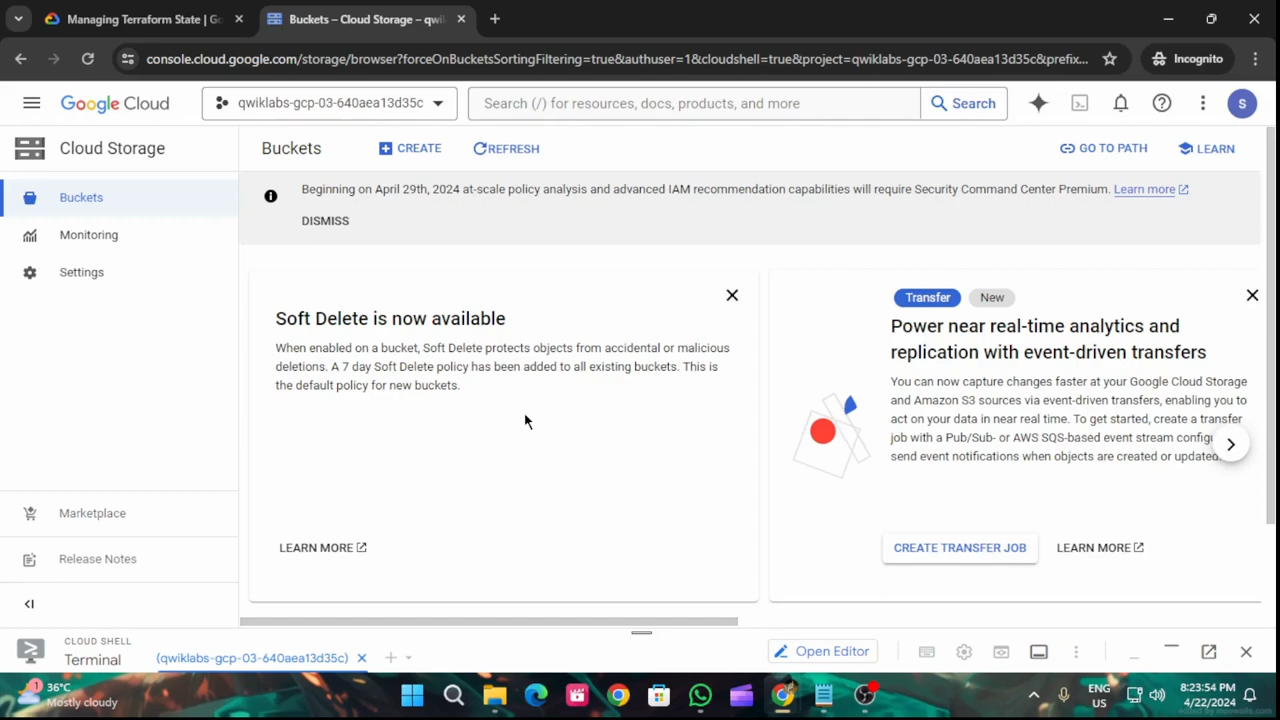 Managing Terraform State | Go
Buckets – Cloud Storage – qwi
console.cloud.google.com/storage/browser?forceOnBucketsSortingFiltering=true&authuser=1&cloudshell=true&project=qwiklabs-gcp-03-640aea13d35c&prefix...
Incognito
Google Cloud
qwiklabs-gcp-03-640aea13d35c
Search (/) for resources, docs, products, and more
Search
S
Cloud Storage
Buckets
CREATE
REFRESH
GO TO PATH
LEARN
Buckets
Monitoring
Settings
Marketplace
Release Notes
Beginning on April 29th, 2024 at-scale policy analysis and advanced IAM recommendation capabilities will require Security Command Center Premium. Learn more
DISMISS
Soft Delete is now available
When enabled on a bucket, Soft Delete protects objects from accidental or malicious
deletions. A 7 day Soft Delete policy has been added to all existing buckets. This is
the default policy for new buckets.
LEARN MORE
Transfer
New
Power near real-time analytics and
replication with event-driven transfers
You can now capture changes faster at your Google Cloud Storage
and Amazon S3 sources via event-driven transfers, enabling you to
act on your data in near real time. To get started, create a transfer
job with a Pub/Sub- or AWS SQS-based event stream
send event notifications when objects are created or updated.
CREATE TRANSFER JOB
LEARN MORE
CLOUD SHELL
Terminal
(qwiklabs-gcp-03-640aea13d35c)
Open Editor
1
36°C
Mostly cloudy
ENG
US
8:23:54 PM
4/22/2024